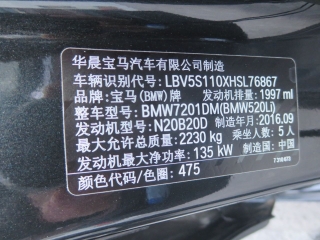 华晨宝马汽车有限公司制造
车辆识别代号: LBV5S110XHSL76867
品牌: 宝马(BMW)牌 发动机排量: 1997 ml
整车型号: BMW7201DM(BMW520Li)
发动机型号: N20B20D 制造年月: 2016.09
最大允许总质量: 2230 kg 乘坐人数: 5 人
发动机最大净功率: 135 kW 制造国: 中国
颜色代码/色圈: 475